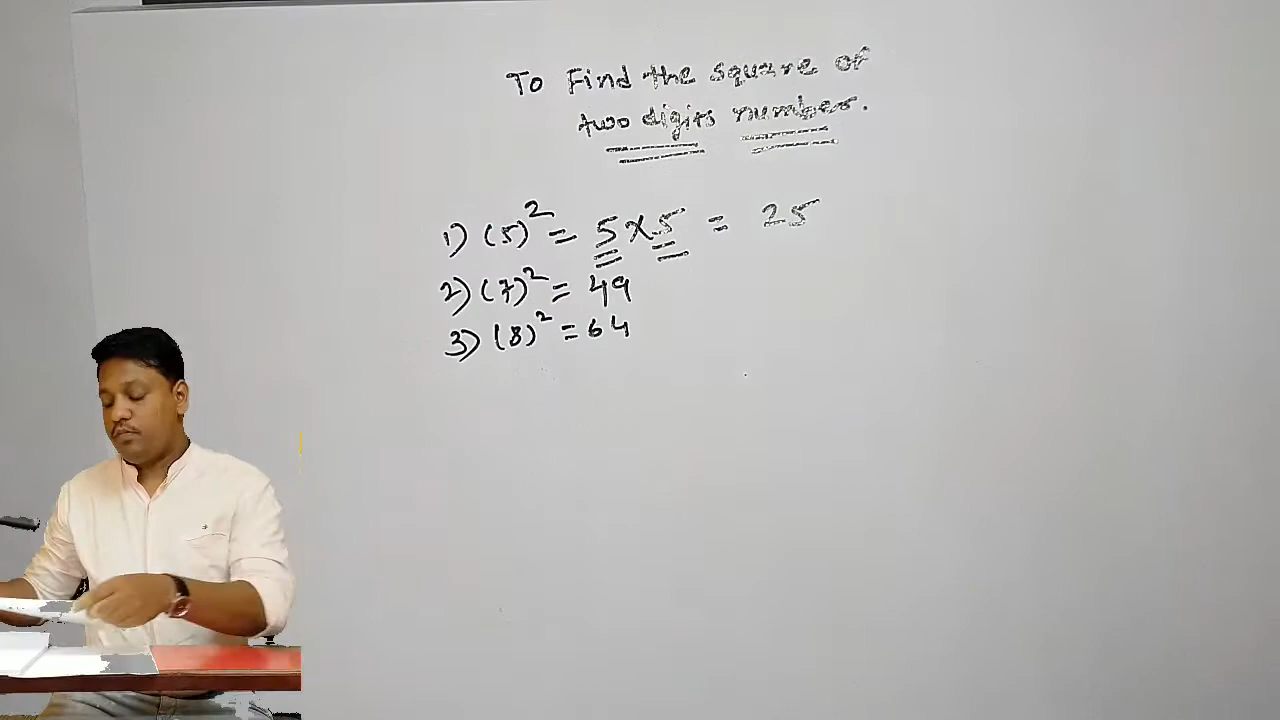 To Find the square of
two digits number.
1) (5)² = 5 x 5 = 25
2) (7)² = 49
3) (8)² = 64